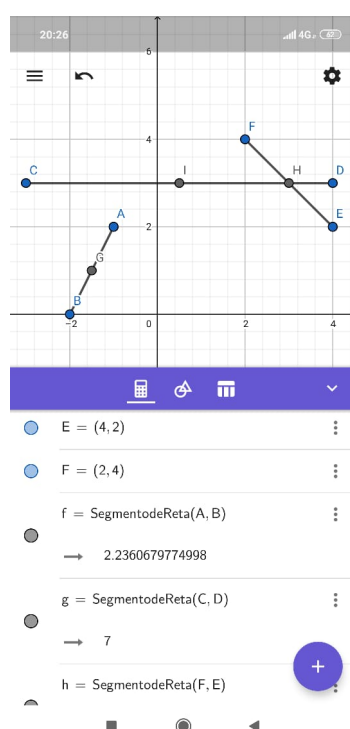 20:26
4G+ 62
6
F
4
C
I
H
D
A
E
2
G
B
-2
0
2
4
E = (4, 2)
F = (2, 4)
f = SegmentodeReta(A, B)
→ 2.2360679774998
g = SegmentodeReta(C, D)
→ 7
+
h = SegmentodeReta(F, E)